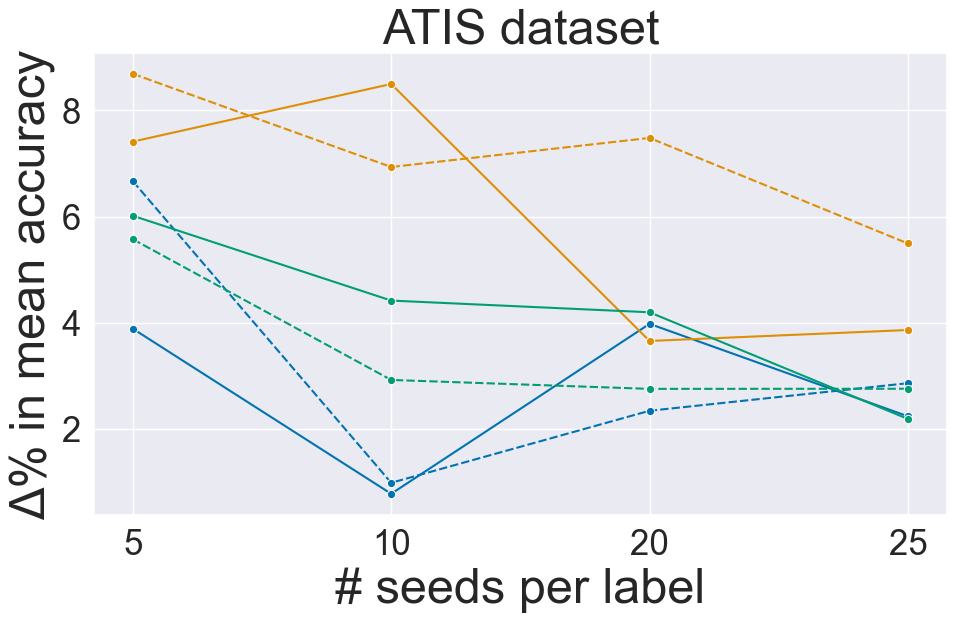 ATIS dataset
Δ% in mean accuracy
8
6
4
2
5 10 20 25
# seeds per label